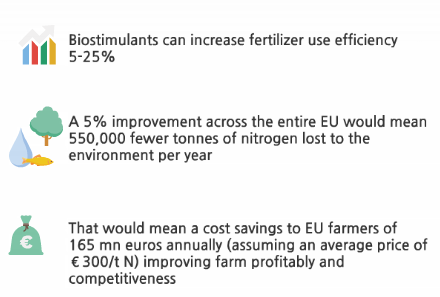 Biostimulants can increase fertilizer use efficiency
5-25%
A 5% improvement across the entire EU would mean
550,000 fewer tonnes of nitrogen lost to the
environment per year
€
That would mean a cost savings to EU farmers of
165 mn euros annually (assuming an average price of
€300/t N) improving farm profitably and
competitiveness